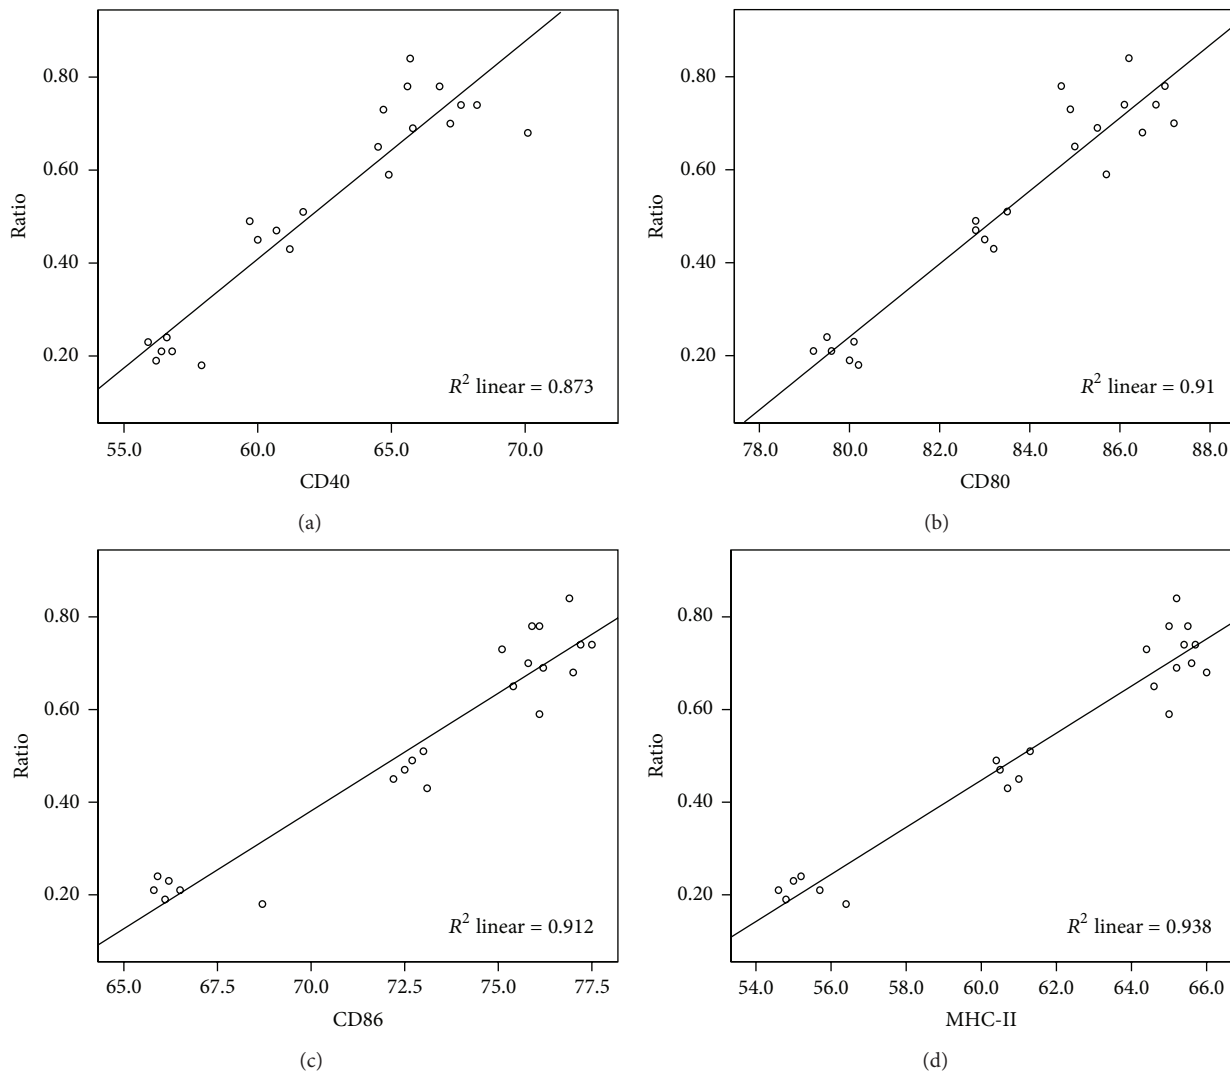 0.80
0.60
Ratio
0.40
0.20
R² linear = 0.873
55.0 60.0 65.0 70.0
CD40
(a)
0.80
0.60
Ratio
0.40
0.20
R² linear = 0.91
78.0 80.0 82.0 84.0 86.0 88.0
CD80
(b)
0.80
0.60
Ratio
0.40
0.20
R² linear = 0.912
65.0 67.5 70.0 72.5 75.0 77.5
CD86
(c)
0.80
0.60
Ratio
0.40
0.20
R² linear = 0.938
54.0 56.0 58.0 60.0 62.0 64.0 66.0
MHC-II
(d)